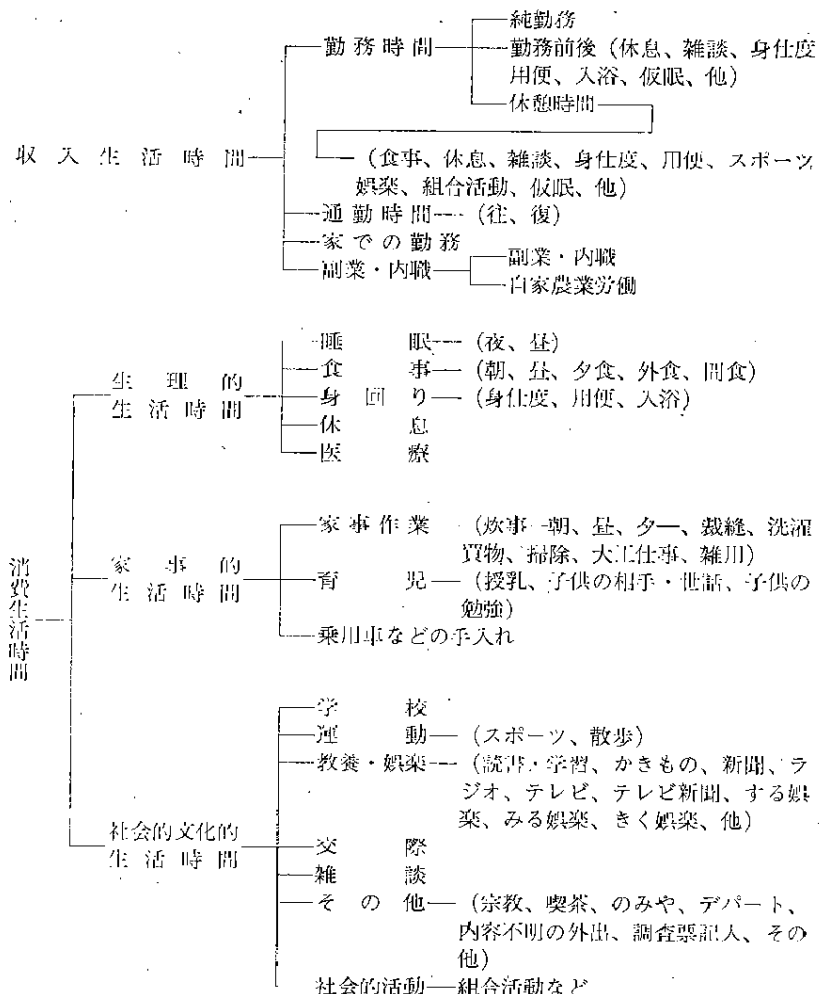 純勤務
勤務時間
勤務前後（休息、雑談、身仕度
用便、入浴、仮眠、他）
休憩時間
収入生活時間
（食事、休息、雑談、身仕度、用便、スポーツ
娯楽、組合活動、仮眠、他）
通勤時間（往、復）
家での勤務
副業・内職
副業・内職
自家農業労働
睡眠（夜、昼）
食事（朝、昼、夕食、外食、間食）
生理的
生活時間
身回り（身仕度、用便、入浴）
休息
医療
家事作業（炊事―朝、昼、夕―、裁縫、洗濯
買物、掃除、大工仕事、雑用）
家事的
生活時間
育児（授乳、子供の相手・世話、子供の
勉強）
乗用車などの手入れ
消費生活時間
学校
運動（スポーツ、散歩）
教養・娯楽（読書・学習、かきもの、新聞、ラ
ジオ、テレビ、テレビ新聞、する娯
楽、みる娯楽、きく娯楽、他）
社会的文化的
生活時間
交際
雑談
その他（宗教、喫茶、のみや、デパート、
内容不明の外出、調査票記入、その
他）
社会的活動―組合活動など